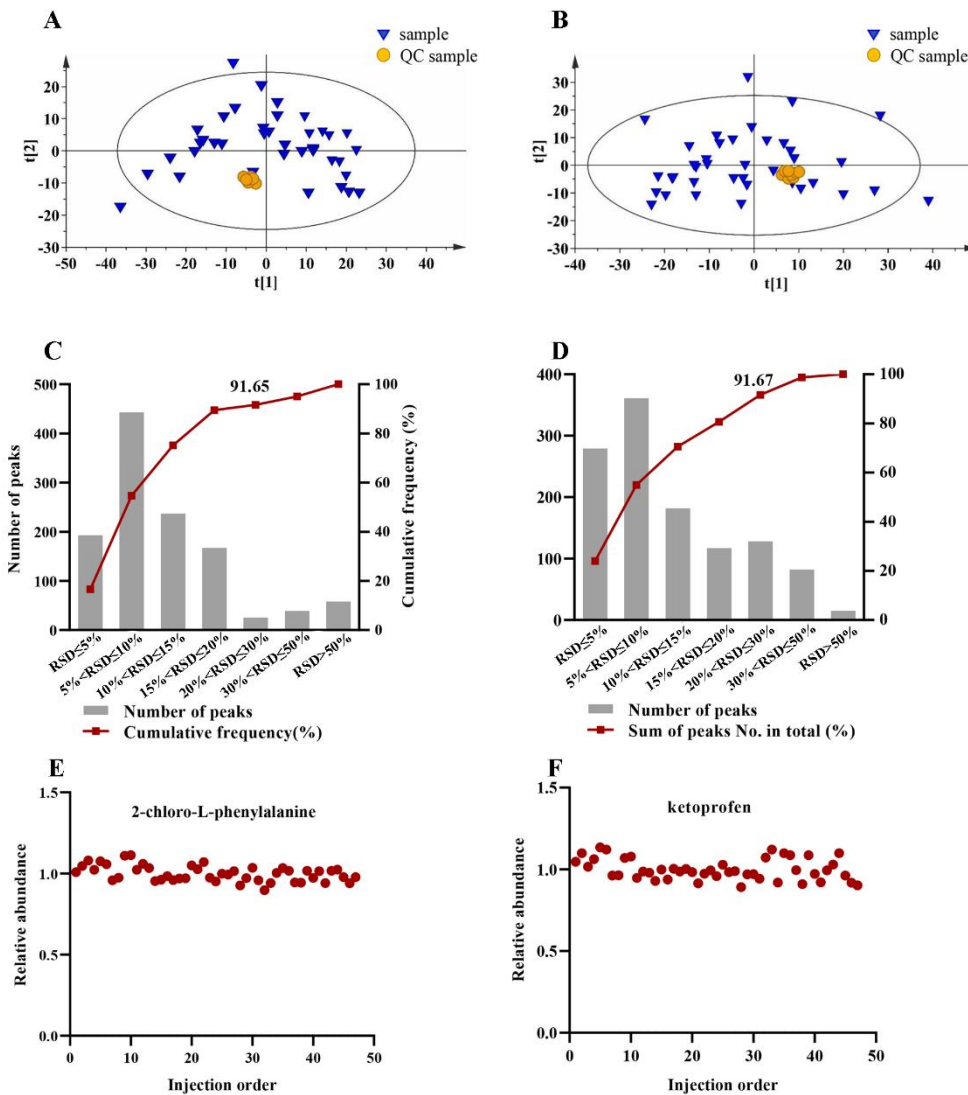 A
sample
QC sample
t[2]
20
10
0
-10
-20
-30
-50 -40 -30 -20 -10 0 10 20 30 40 50
t[1]
B
sample
QC sample
t[2]
30
20
10
0
-10
-20
-30
-40 -30 -20 -10 0 10 20 30 40
t[1]
C
91.65
Number of peaks
500
400
300
200
100
0
100
80
60
40
20
0
Cumulative frequency (%)
RSD≤5%
5%<RSD≤10%
10%<RSD≤15%
15%<RSD≤20%
20%<RSD≤30%
30%<RSD≤50%
RSD>50%
Number of peaks
Cumulative frequency(%)
D
91.67
400
300
200
100
0
100
80
60
40
20
0
RSD≤5%
5%<RSD≤10%
10%<RSD≤15%
15%<RSD≤20%
20%<RSD≤30%
30%<RSD≤50%
RSD>50%
Number of peaks
Sum of peaks No. in total (%)
E
2-chloro-L-phenylalanine
Relative abundance
1.5
1.0
0.5
0.0
0 10 20 30 40 50
Injection order
F
ketoprofen
Relative abundance
1.5
1.0
0.5
0.0
0 10 20 30 40 50
Injection order